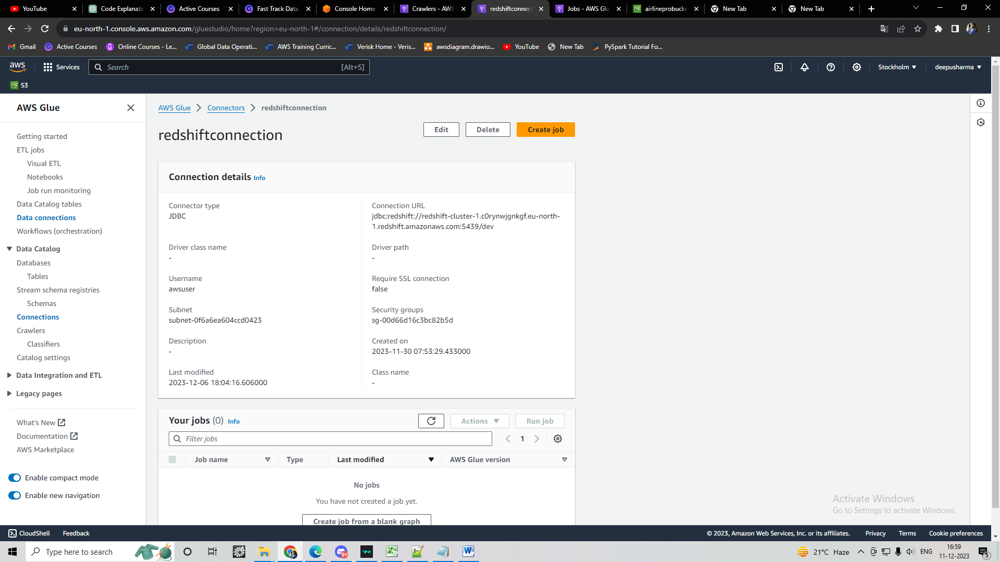 YouTube
Code Explanatic
Active Courses
Fast Track Data
Console Home
Crawlers - AWS
redshiftconnect
Jobs - AWS Glu
airlineprobucke
New Tab
New Tab
eu-north-1.console.aws.amazon.com/gluestudio/home?region=eu-north-1#/connection/details/redshiftconnection/
Gmail
Active Courses
Online Courses - Le...
Global Data Operati...
AWS Training Curric...
Verisk Home - Veris...
awsdiagram.drawio...
YouTube
New Tab
PySpark Tutorial Fo...
aws
Services
Search
[Alt+S]
Stockholm
deepusharma
S3
AWS Glue
Getting started
ETL jobs
Visual ETL
Notebooks
Job run monitoring
Data Catalog tables
Data connections
Workflows (orchestration)
Data Catalog
Databases
Tables
Stream schema registries
Schemas
Connections
Crawlers
Classifiers
Catalog settings
Data Integration and ETL
Legacy pages
What's New
Documentation
AWS Marketplace
Enable compact mode
Enable new navigation
AWS Glue
Connectors
redshiftconnection
redshiftconnection
Edit
Delete
Create job
Connection details Info
Connector type
JDBC
Connection URL
jdbc:redshift://redshift-cluster-1.c0rynwjgnkgf.eu-north-
1.redshift.amazonaws.com:5439/dev
Driver class name
-
Driver path
-
Username
awsuser
Require SSL connection
false
Subnet
subnet-0f6a6ea604ccd0423
Security groups
sg-00d66d16c3bc82b5d
Description
-
Created on
2023-11-30 07:53:29.433000
Last modified
2023-12-06 18:04:16.606000
Class name
-
Your jobs (0) Info
Actions
Run job
Filter jobs
1
Job name
Type
Last modified
AWS Glue version
No jobs
You have not created a job yet.
Create job from a blank graph
Activate Windows
Go to Settings to activate Windows.
CloudShell
Feedback
© 2023, Amazon Web Services, Inc. or its affiliates.
Privacy
Terms
Cookie preferences
Type here to search
9+
21°C Haze
ENG
16:59
11-12-2023
5